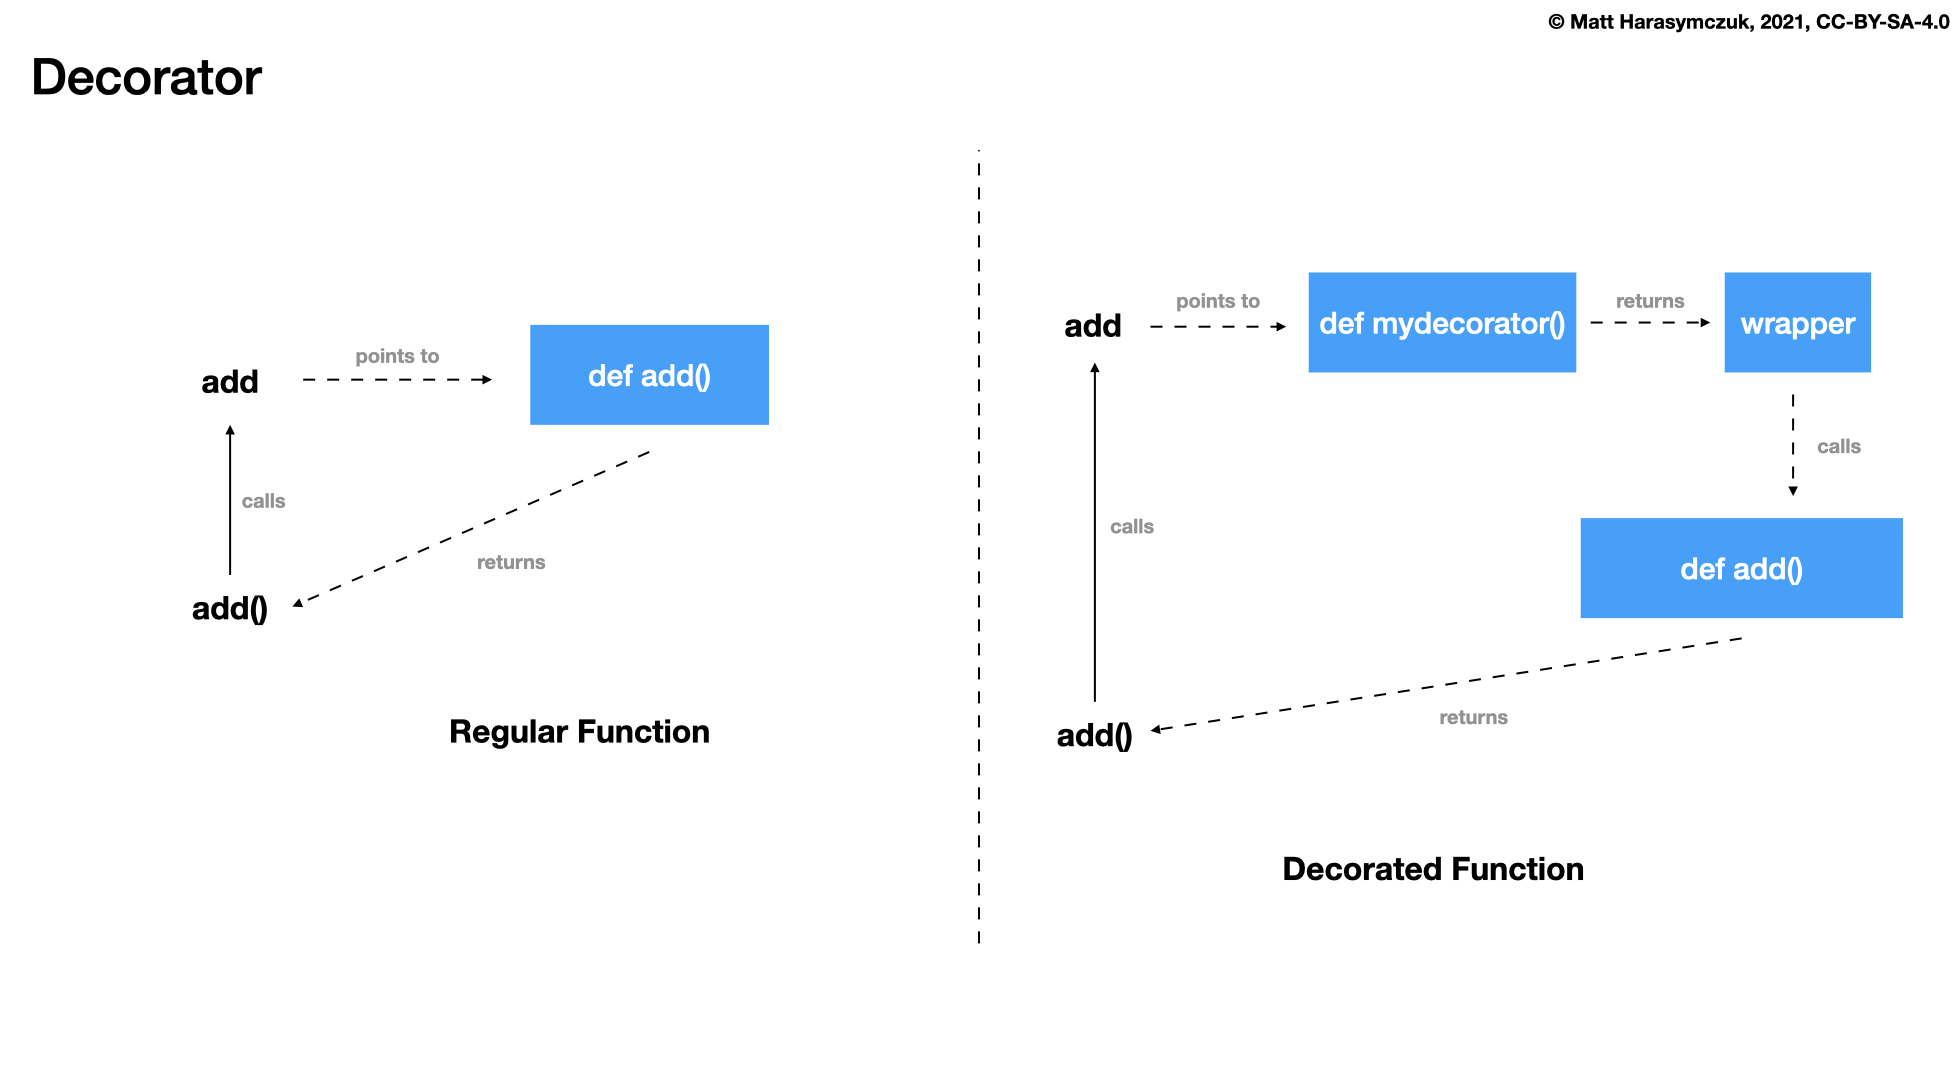 © Matt Harasymczuk, 2021, CC-BY-SA-4.0
Decorator
add
points to
def add()
calls
returns
add()
Regular Function
add
points to
def mydecorator()
returns
wrapper
calls
calls
def add()
returns
add()
Decorated Function